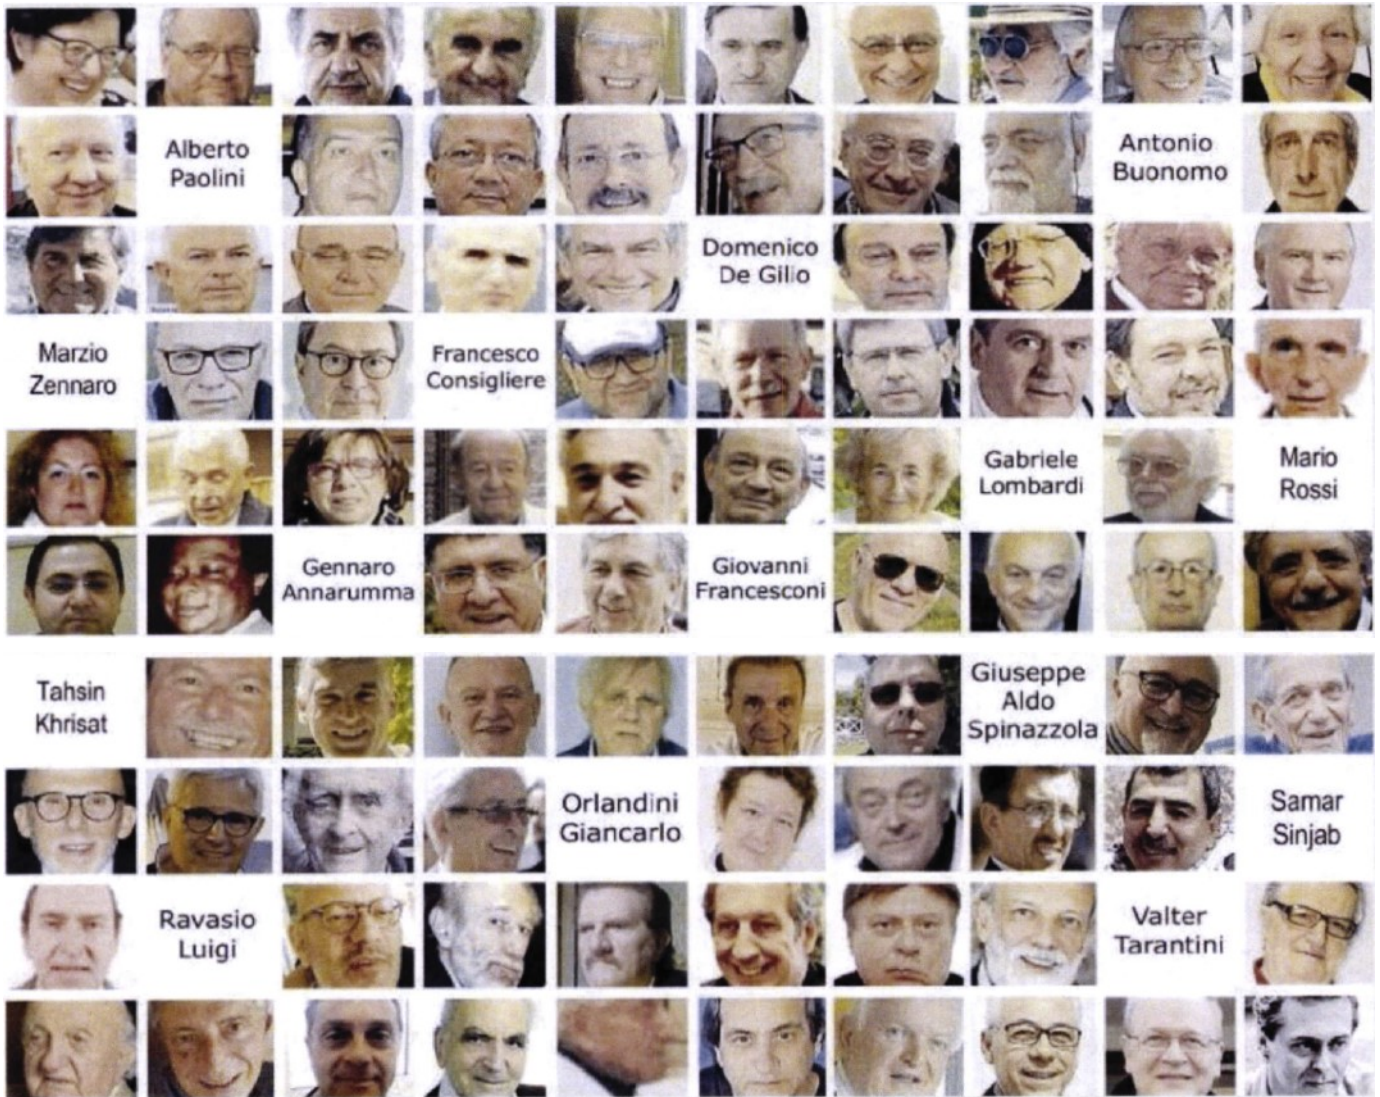 Alberto
Paolini
Antonio
Buonomo
Domenico
De Gilio
Marzio
Zennaro
Francesco
Consigliere
Gabriele
Lombardi
Mario
Rossi
Gennaro
Annarumma
Giovanni
Francesconi
Tahsin
Khrisat
Giuseppe
Aldo
Spinazzola
Orlandini
Giancarlo
Samar
Sinjab
Ravasio
Luigi
Valter
Tarantini